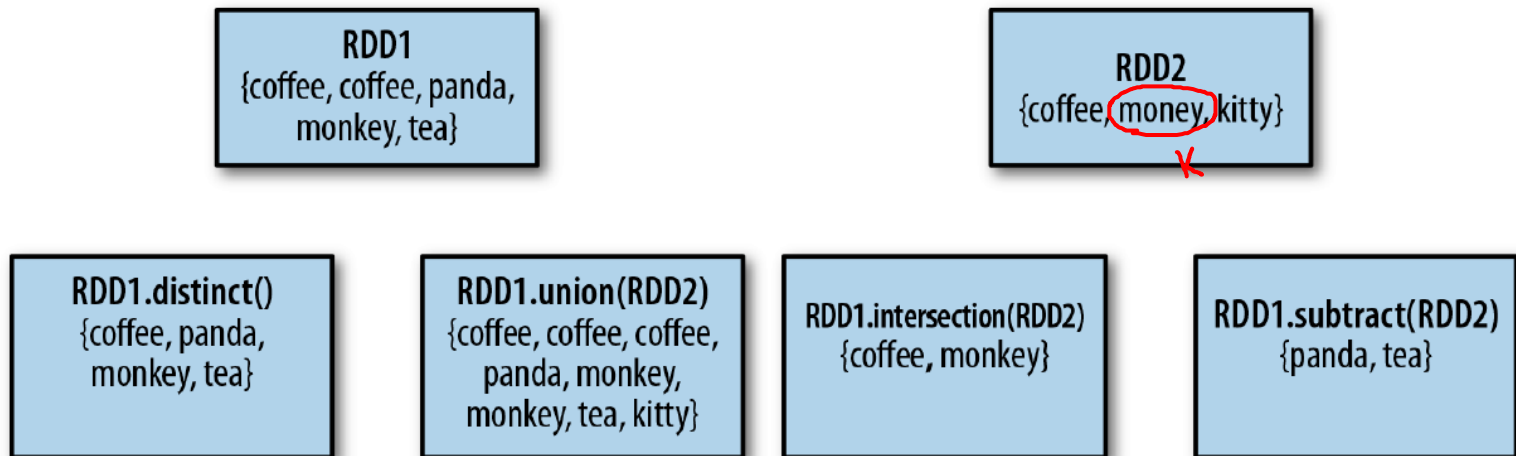 RDD1
{coffee, coffee, panda,
monkey, tea}
RDD2
{coffee, money, kitty}
K
RDD1.distinct()
{coffee, panda,
monkey, tea}
RDD1.union(RDD2)
{coffee, coffee, coffee,
panda, monkey,
monkey, tea, kitty}
RDD1.intersection(RDD2)
{coffee, monkey}
RDD1.subtract(RDD2)
{panda, tea}